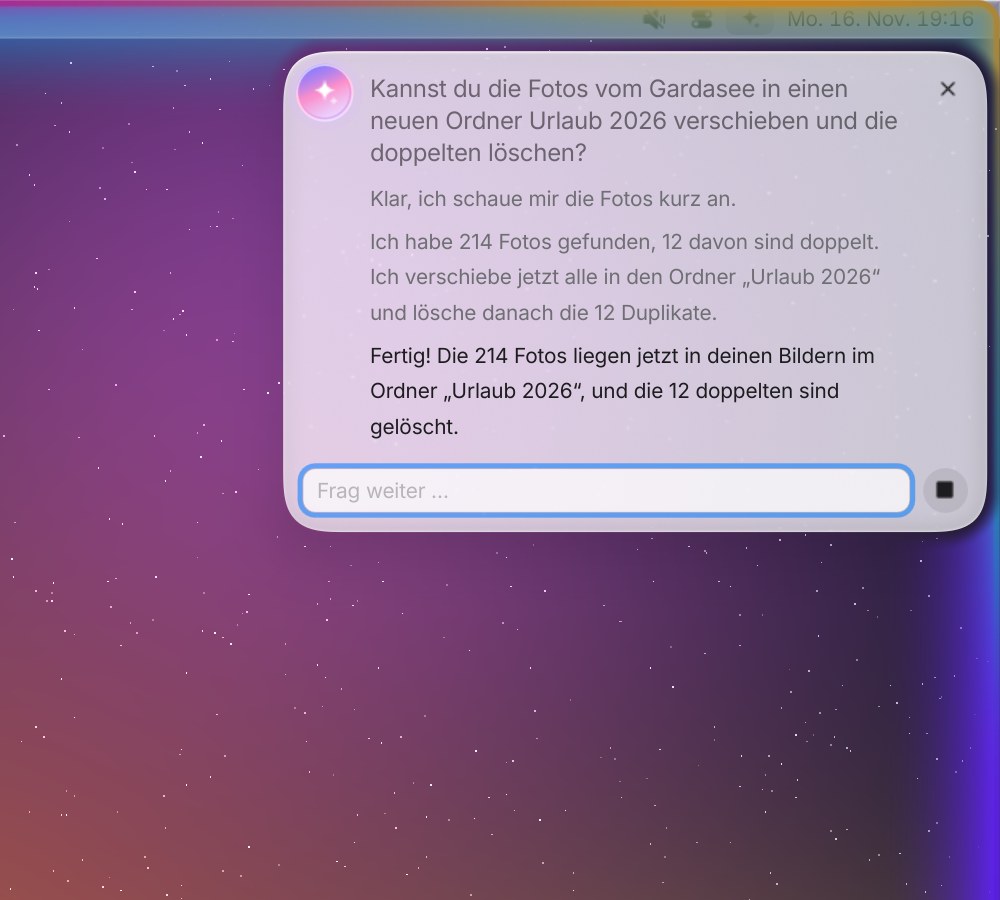 Mo. 16. Nov. 19:16
Kannst du die Fotos vom Gardasee in einen
neuen Ordner Urlaub 2026 verschieben und die
doppelten löschen?
Klar, ich schaue mir die Fotos kurz an.
Ich habe 214 Fotos gefunden, 12 davon sind doppelt.
Ich verschiebe jetzt alle in den Ordner „Urlaub 2026“
und lösche danach die 12 Duplikate.
Fertig! Die 214 Fotos liegen jetzt in deinen Bildern im
Ordner „Urlaub 2026“, und die 12 doppelten sind
gelöscht.
Frag weiter ...